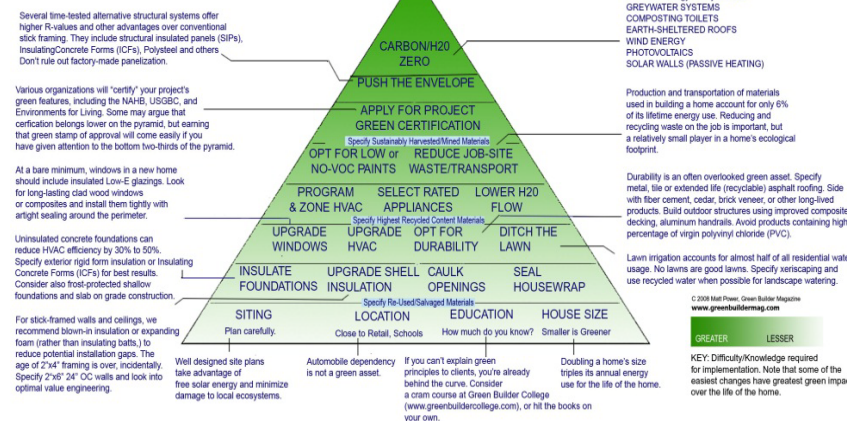 Several time-tested alternative structural systems offer
higher R-values and other advantages over conventional
stick framing. They include structural insulated panels (SIPs),
InsulatingConcrete Forms (ICFs), Polysteel and others
Don't rule out factory-made panelization.
Various organizations will "certify" your project's
green features, including the NAHB, USGBC, and
Environments for Living. Some may argue that
cerfication belongs lower on the pyramid, but earning
that green stamp of approval will come easily if you
have given attention to the bottom two-thirds of the pyramid.
At a bare minimum, windows in a new home
should include insulated Low-E glazings. Look
for long-lasting clad wood windows
or composites and install them tightly with
artight sealing around the perimeter.
Uninsulated concrete foundations can
reduce HVAC efficiency by 30% to 50%.
Specify exterior rigid form insulation or Insulating
Concrete Forms (ICFs) for best results.
Consider also frost-protected shallow
foundations and slab on grade construction.
For stick-framed walls and ceilings, we
recommend blown-in insulation or expanding
foam (rather than insulating batts,) to
reduce potential installation gaps. The
age of 2"x4" framing is over, incidentally.
Specify 2"x6" 24" OC walls and look into
optimal value engineering.
CARBON/H20
ZERO
PUSH THE ENVELOPE
APPLY FOR PROJECT
GREEN CERTIFICATION
Specify Sustainably Harvested/Mined Materials
OPT FOR LOW or REDUCE JOB-SITE
NO-VOC PAINTS WASTE/TRANSPORT
PROGRAM SELECT RATED LOWER H20
& ZONE HVAC APPLIANCES FLOW
Specify Highest Recycled Content Materials
UPGRADE UPGRADE OPT FOR DITCH THE
WINDOWS HVAC DURABILITY LAWN
INSULATE UPGRADE SHELL CAULK SEAL
FOUNDATIONS INSULATION OPENINGS HOUSEWRAP
Specify Re-Used/Salvaged Materials
SITING LOCATION EDUCATION HOUSE SIZE
Plan carefully. Close to Retail, Schools How much do you know? Smaller is Greener
Well designed site plans
take advantage of
free solar energy and minimize
damage to local ecosystems.
Automobile dependency
is not a green asset.
If you can't explain green
principles to clients, you're already
behind the curve. Consider
a cram course at Green Builder College
(www.greenbuildercollege.com), or hit the books on
your own.
Doubling a home's size
triples its annual energy
use for the life of the home.
GREYWATER SYSTEMS
COMPOSTING TOILETS
EARTH-SHELTERED ROOFS
WIND ENERGY
PHOTOVOLTAICS
SOLAR WALLS (PASSIVE HEATING)
Production and transportation of materials
used in building a home account for only 6%
of its lifetime energy use. Reducing and
recycling waste on the job is important, but
a relatively small player in a home's ecological
footprint.
Durability is an often overlooked green asset. Specify
metal, tile or extended life (recyclable) asphalt roofing. Side
with fiber cement, cedar, brick veneer, or other long-lived
products. Build outdoor structures using improved composite
decking, aluminum handrails. Avoid products containing high
percentage of virgin polyvinyl chloride (PVC).
Lawn irrigation accounts for almost half of all residential wate
usage. No lawns are good lawns. Specify xeriscaping and
use recycled water when possible for landscape watering.
C 2006 Matt Power, Green Builder Magazine
www.greenbuildermag.com
GREATER LESSER
KEY: Difficulty/Knowledge required
for implementation. Note that some of the
easiest changes have greatest green impa
over the life of the home.